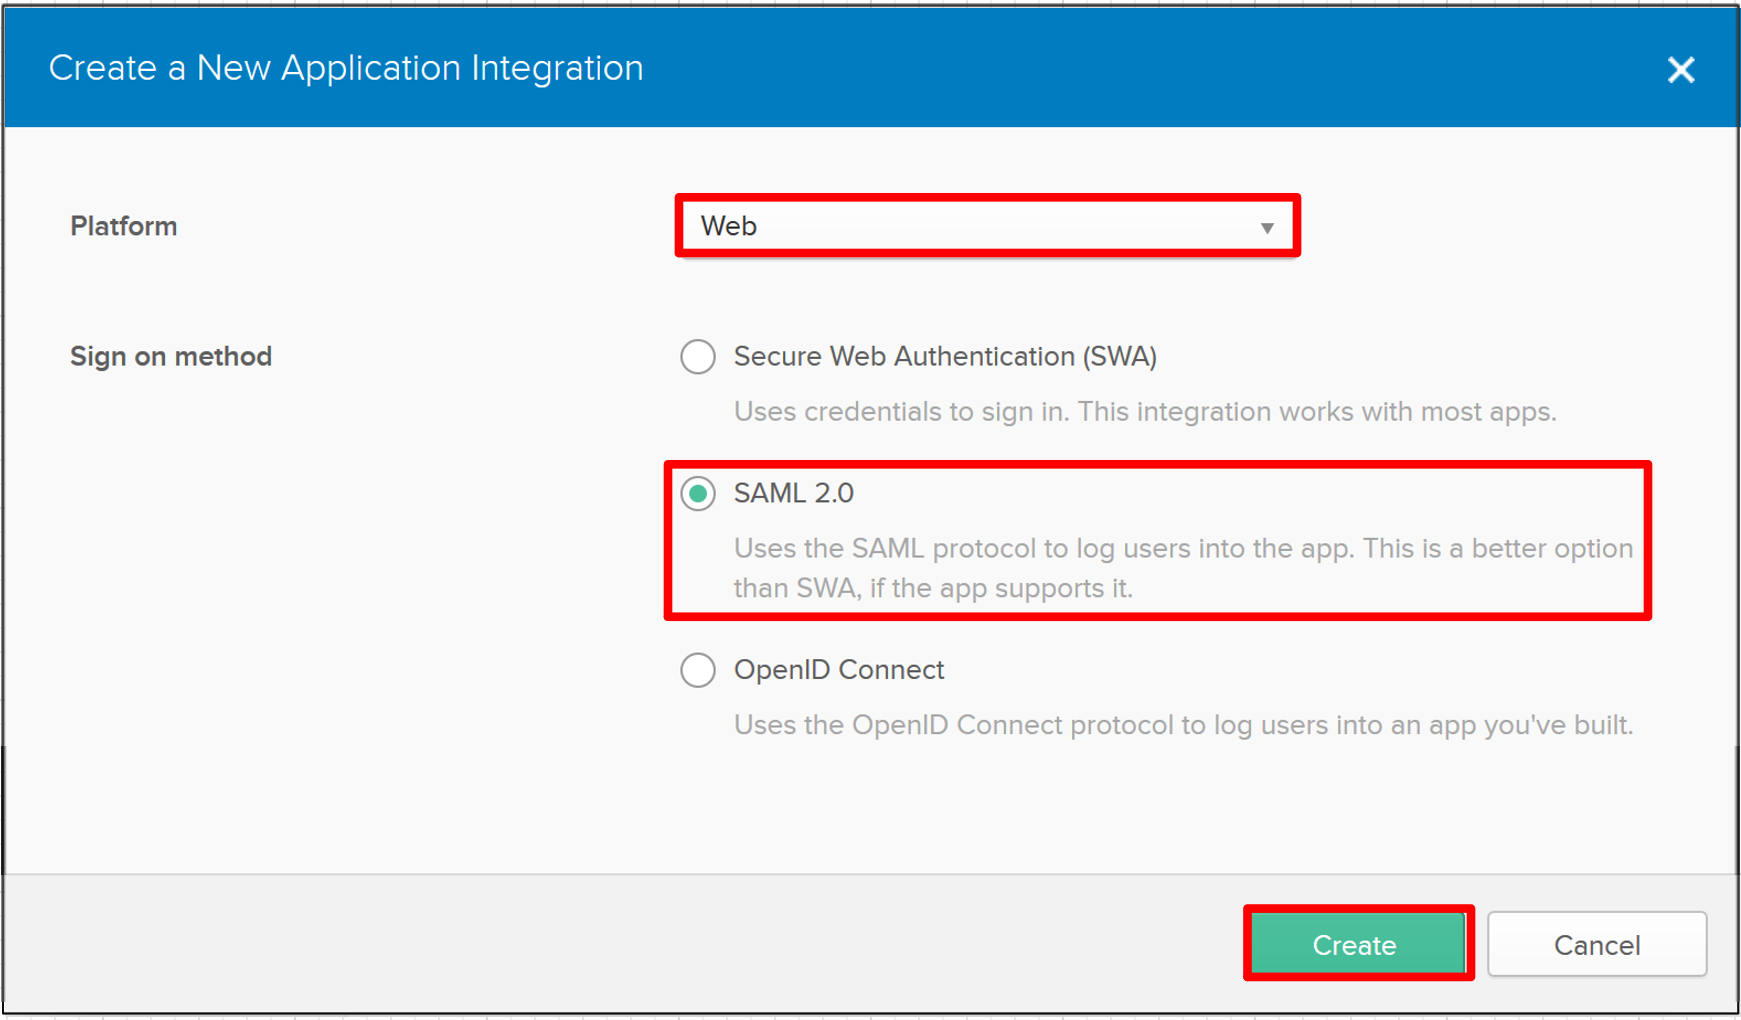 Create a New Application Integration
Platform
Web
Sign on method
Secure Web Authentication (SWA)
Uses credentials to sign in. This integration works with most apps.
SAML 2.0
Uses the SAML protocol to log users into the app. This is a better option
than SWA, if the app supports it.
OpenID Connect
Uses the OpenID Connect protocol to log users into an app you've built.
Create
Cancel